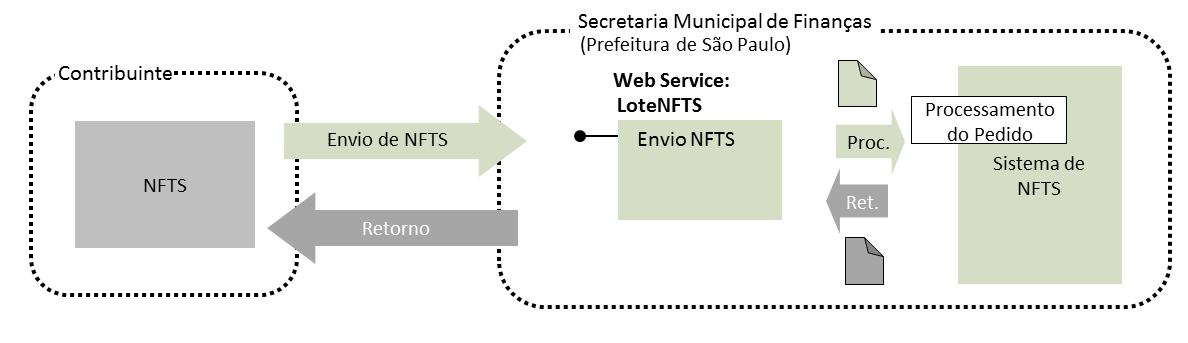 Contribuinte
NFTS
Envio de NFTS
Retorno
Secretaria Municipal de Finanças
(Prefeitura de São Paulo)
Web Service:
LoteNFTS
Envio NFTS
Proc.
Ret.
Processamento
do Pedido
Sistema de
NFTS